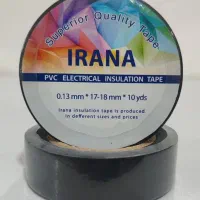 Superior Quality Tape
IRANA
PVC ELECTRICAL INSULATION TAPE
0.13 mm * 17-18 mm * 10 yds
Irana insulation tape is produced
in defferent sizes and prices